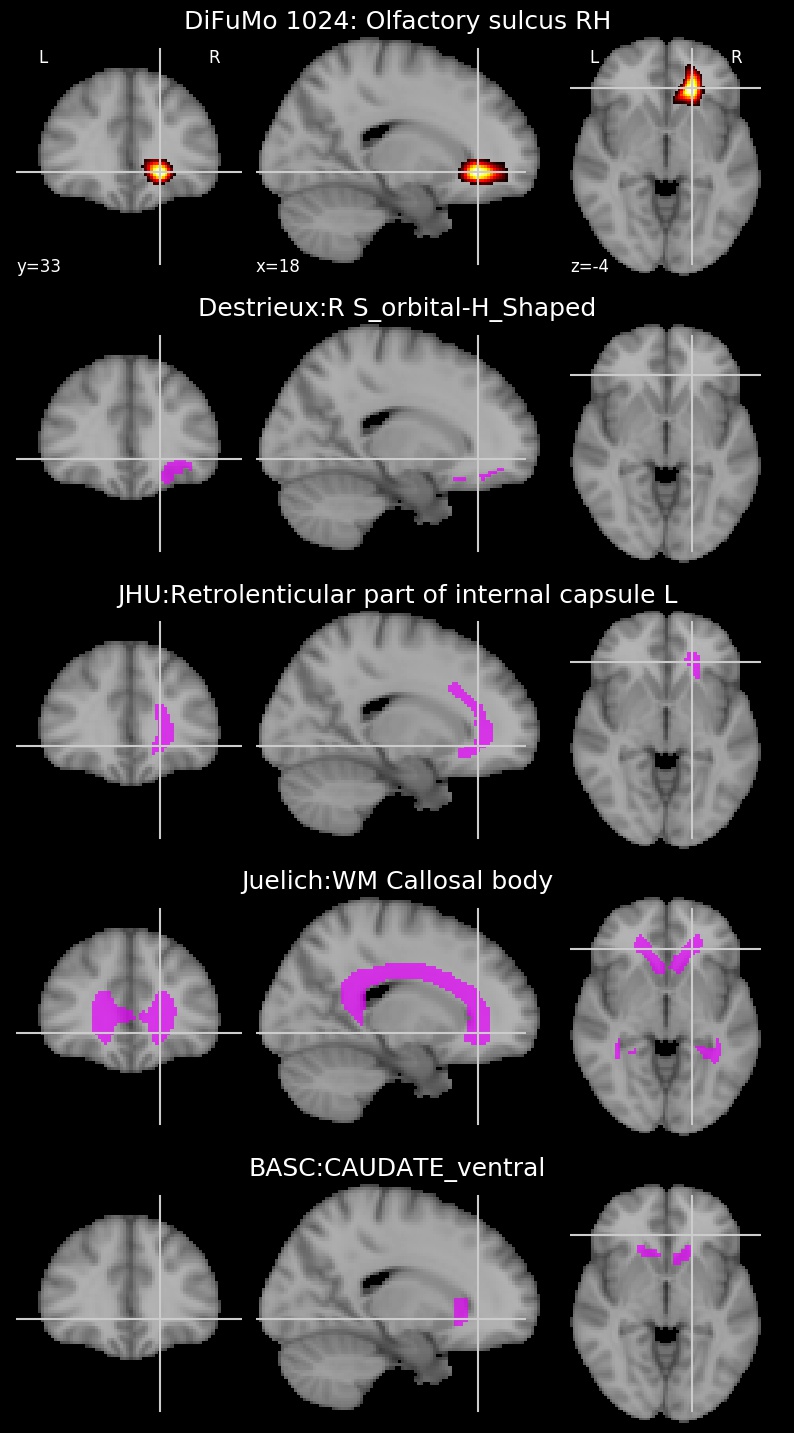 DiFuMo 1024: Olfactory sulcus RH
L R L R
y=33 x=18 z=-4
Destrieux:R S_orbital-H_Shaped
JHU:Retrolenticular part of internal capsule L
Juelich:WM Callosal body
BASC:CAUDATE_ventral